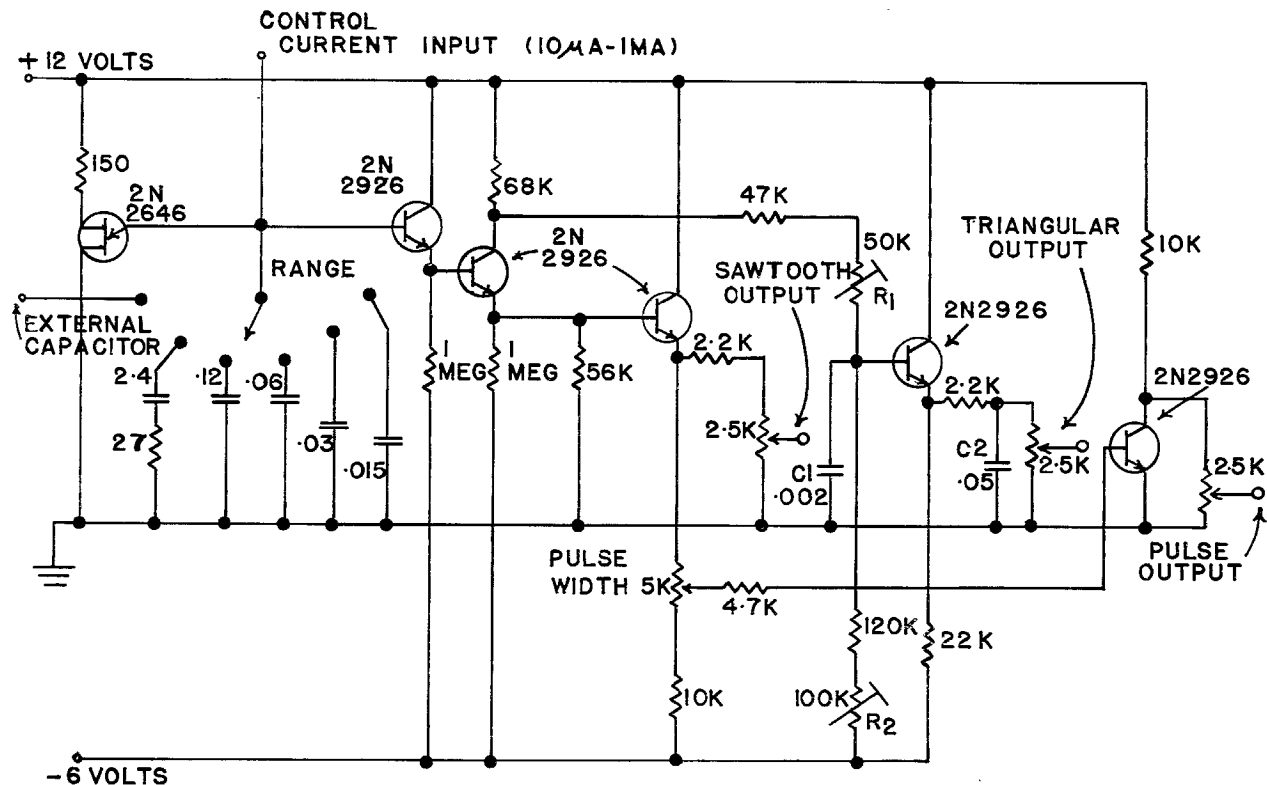 CONTROL
CURRENT INPUT (10μA-1MA)
+12 VOLTS
150
2N
2646
2N
2926
68K
47K
2N
2926
50K
R1
TRIANGULAR
OUTPUT
10K
RANGE
SAWTOOTH
OUTPUT
2N2926
EXTERNAL
CAPACITOR
2.4
.12
.06
.03
.015
27
1
MEG
1
MEG
56K
2.2K
2.5K
C1
.002
2.2K
C2
.05
2.5K
2N2926
2.5K
PULSE
OUTPUT
PULSE
WIDTH 5K
4.7K
120K
22K
10K
100K
R2
-6 VOLTS